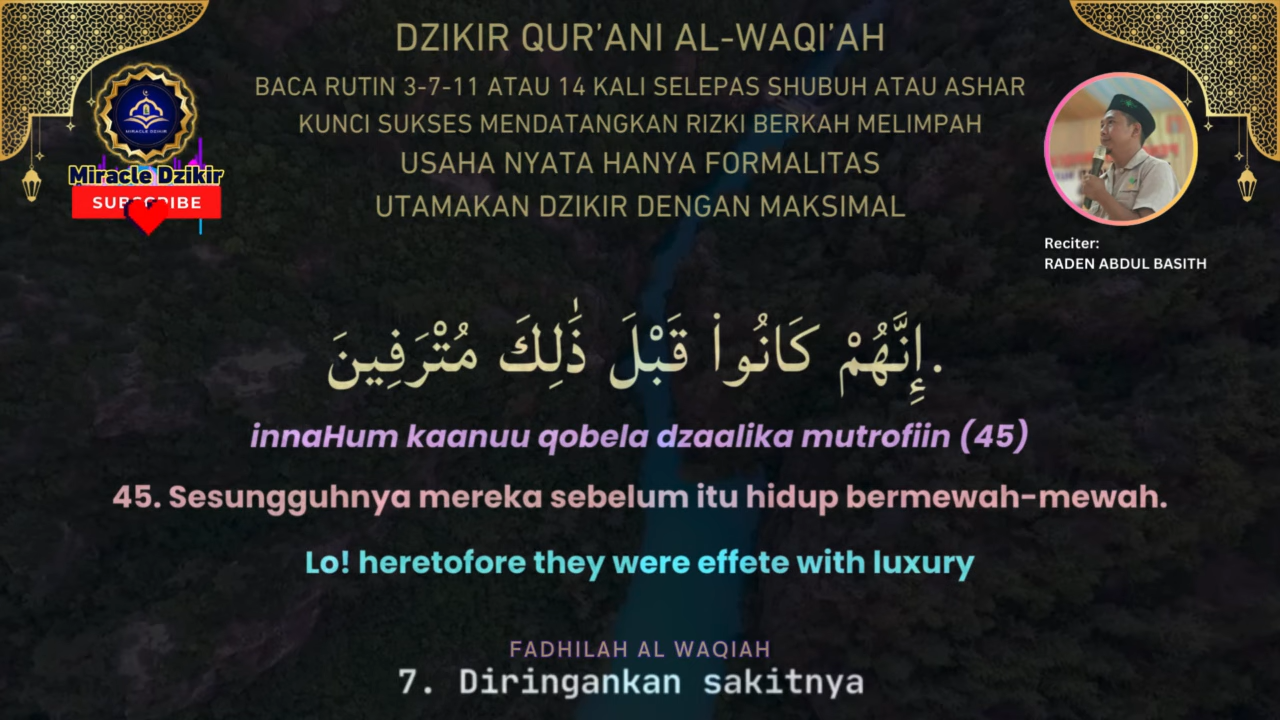 DZIKIR QUR'ANI AL-WAQI'AH
BACA RUTIN 3-7-11 ATAU 14 KALI SELEPAS SHUBUH ATAU ASHAR
KUNCI SUKSES MENDATANGKAN RIZKI BERKAH MELIMPAH
USAHA NYATA HANYA FORMALITAS
UTAMAKAN DZIKIR DENGAN MAKSIMAL
MIRACLE DZIKIR
Miracle Dzikir
SUBSCRIBE
Reciter:
RADEN ABDUL BASITH
إِنَّهُمْ كَانُوا۟ قَبْلَ ذَٰلِكَ مُتْرَفِينَ.
innaHum kaanuu qobela dzaalika mutrofiin (45)
45. Sesungguhnya mereka sebelum itu hidup bermewah-mewah.
Lo! heretofore they were effete with luxury
FADHILAH AL WAQIAH
7. Diringankan sakitnya